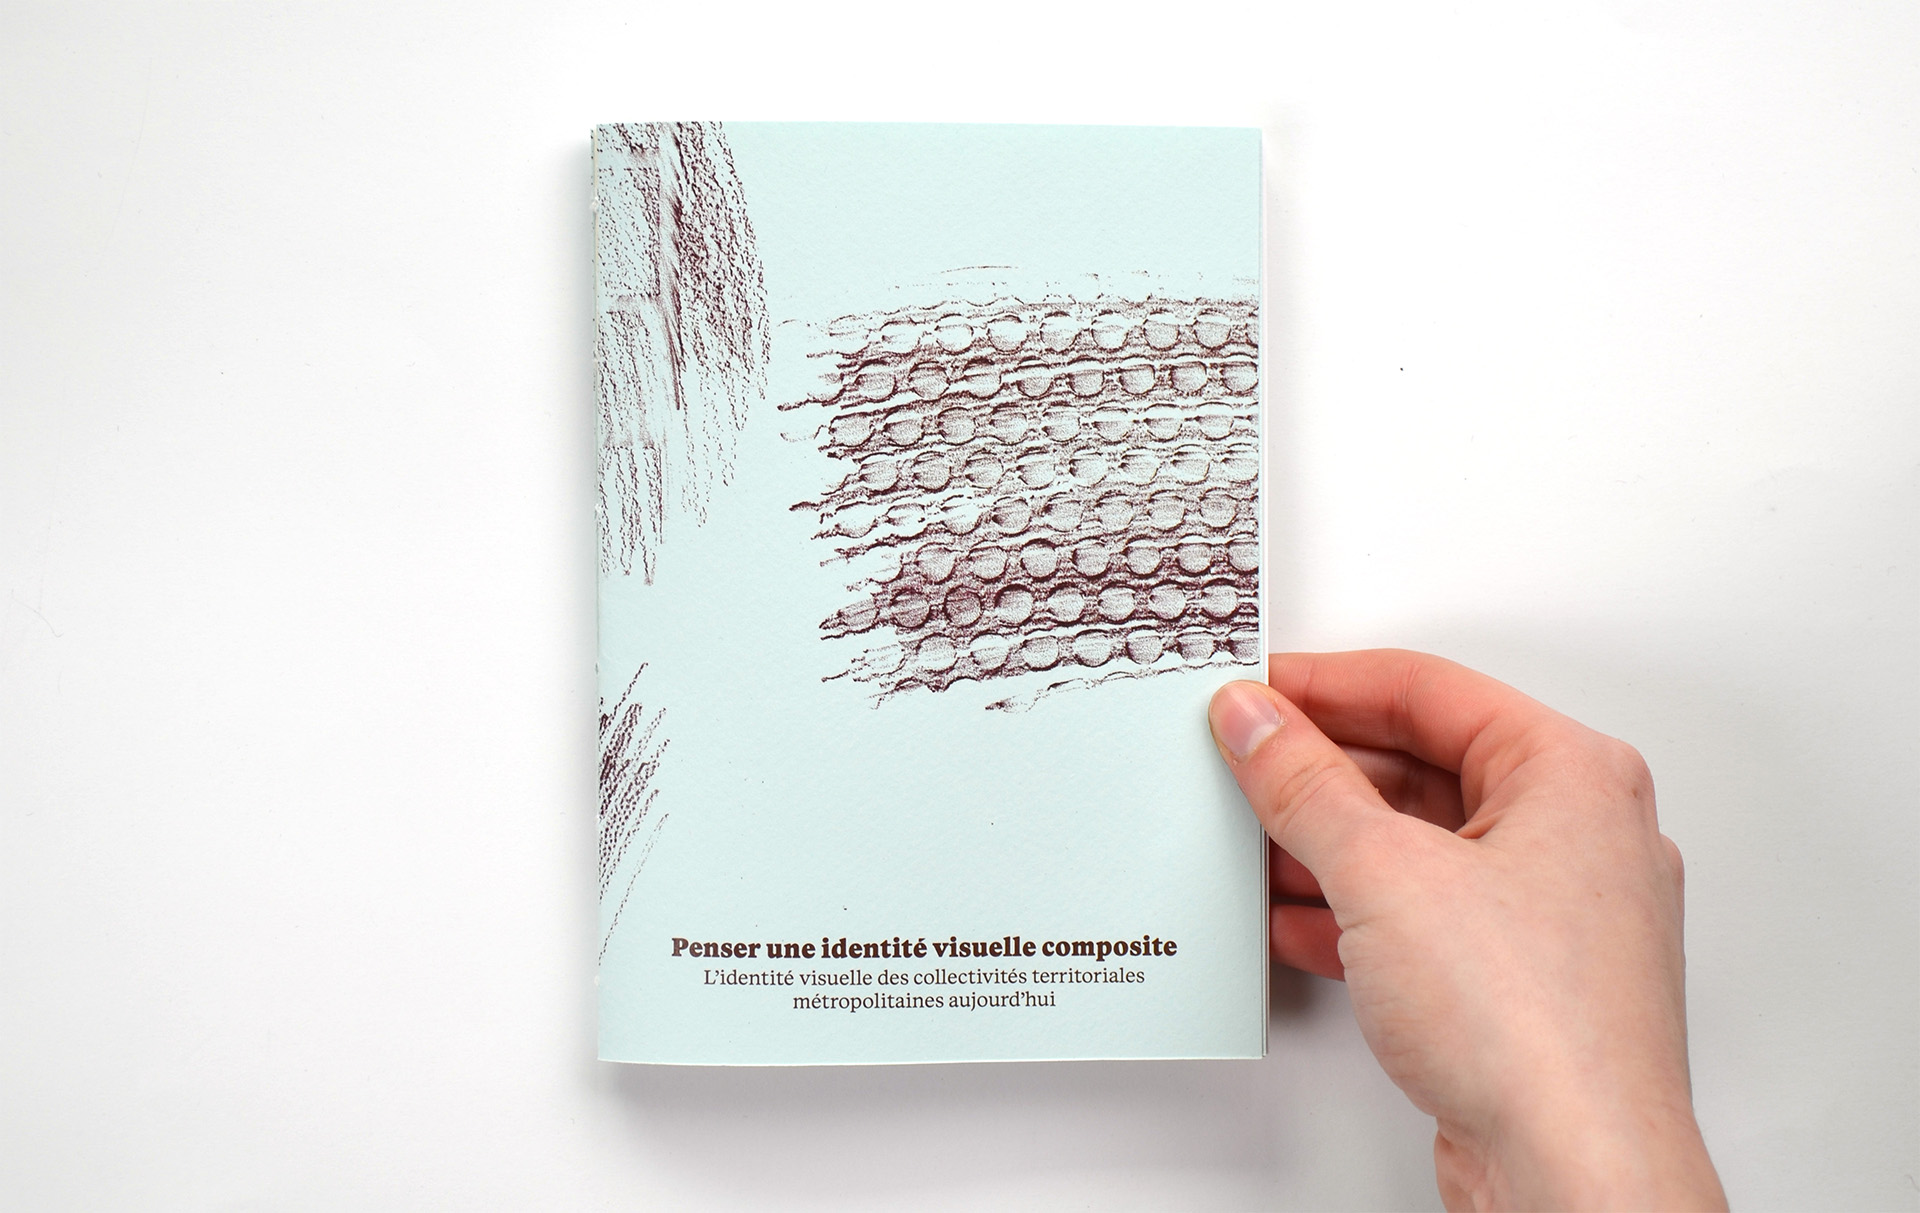 Penser une identité visuelle composite
L’identité visuelle des collectivités territoriales
métropolitaines aujourd’hui